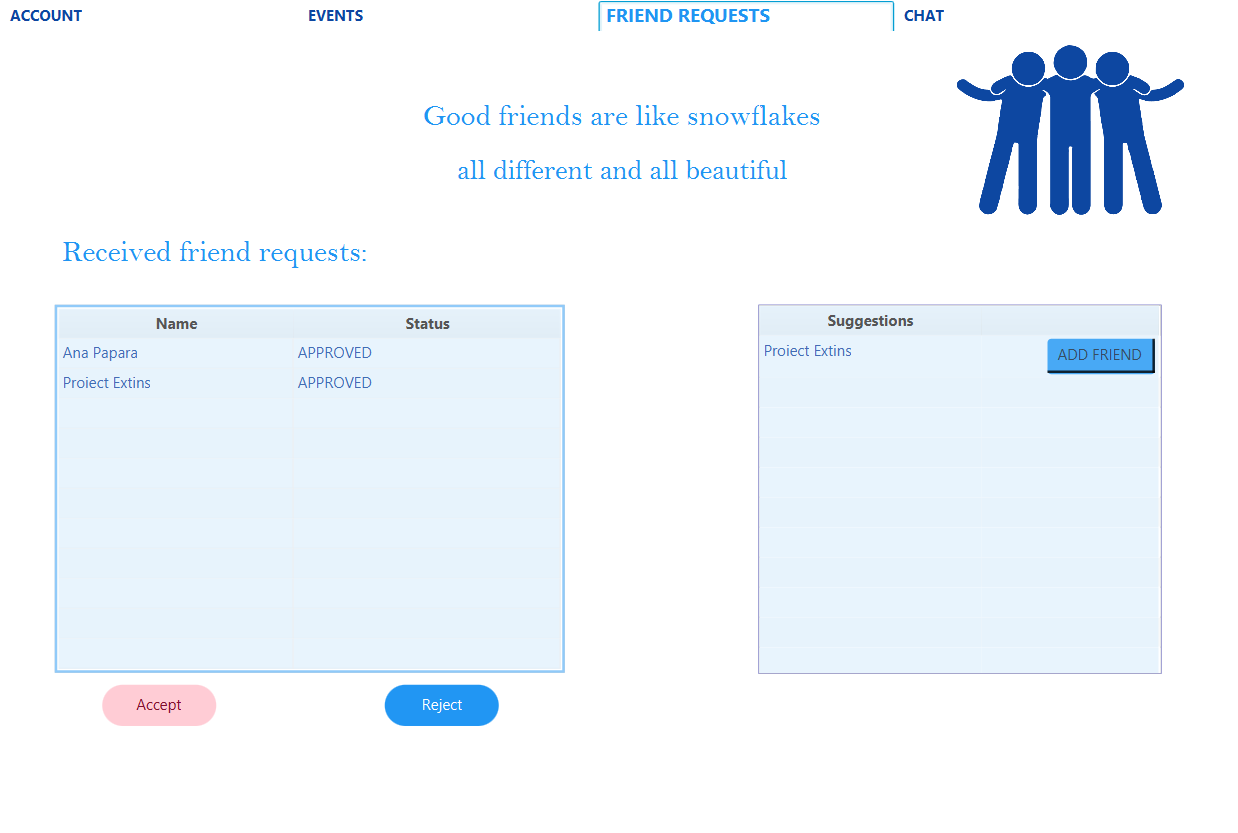 ACCOUNT EVENTS FRIEND REQUESTS CHAT
Good friends are like snowflakes
all different and all beautiful
Received friend requests:
Name Status
Ana Papara APPROVED
Proiect Extins APPROVED
Accept Reject
Suggestions
Proiect Extins ADD FRIEND